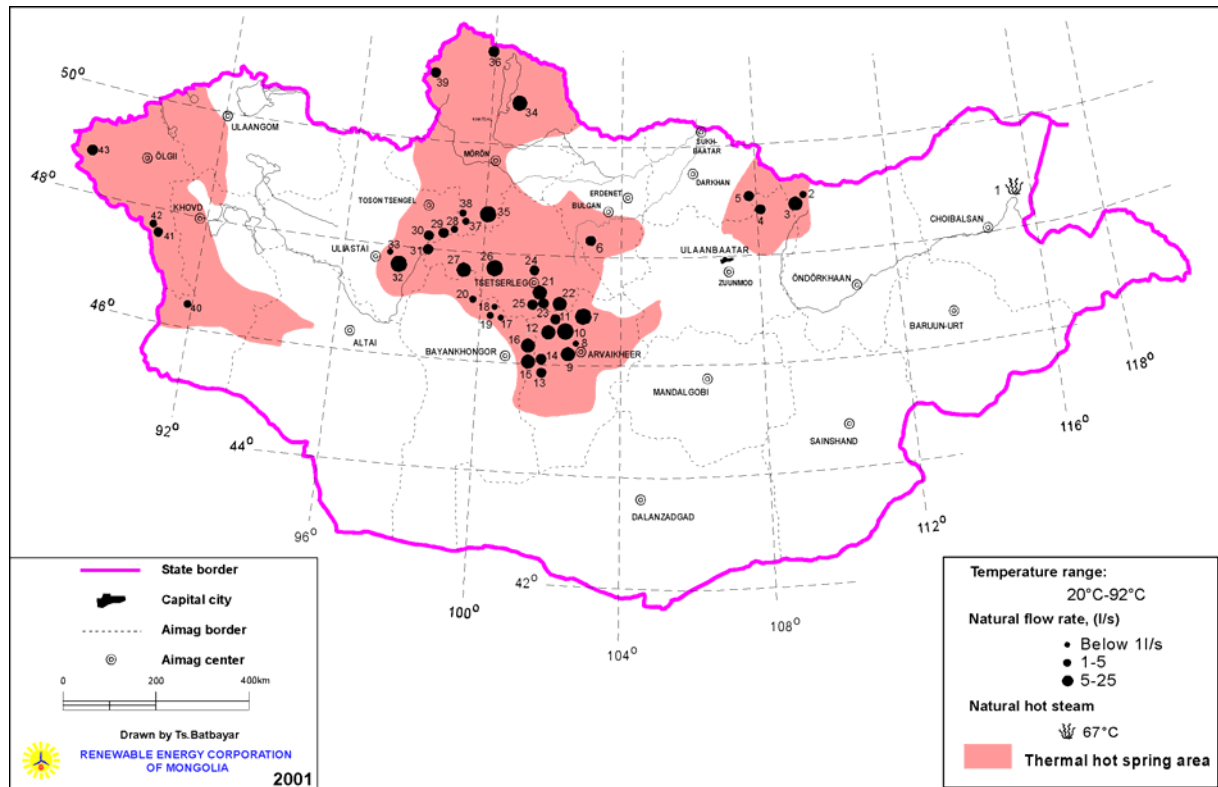 50°
48°
46°
92°
44°
96°
100°
42°
104°
108°
112°
116°
118°
36
39
34
ULAANGOM
43
ÖLGII
MÖRÖN
SUKH-
BAATAR
DARKHAN
ERDENET
BULGAN
5
4
3
2
1
CHOIBALSAN
KHOVD
42
41
TOSONTSENGEL
38
35
37
28
29
30
31
33
32
ULIASTAI
27
26
24
6
ULAANBAATAR
ZUUNMOD
ÖNDÖRKHAAN
TSETSERLEG
21
20
18
19
17
25
23
22
11
7
12
10
8
40
ALTAI
BAYANKHONGOR
16
15
14
13
9
ARVAIKHEER
BARUUN-URT
MANDALGOBI
SAINSHAND
DALANZADGAD
State border
Capital city
Aimag border
Aimag center
0 200 400km
Drawn by Ts.Batbayar
RENEWABLE ENERGY CORPORATION
OF MONGOLIA
2001
Temperature range:
20°C-92°C
Natural flow rate, (l/s)
Below 1l/s
1-5
5-25
Natural hot steam
67°C
Thermal hot spring area